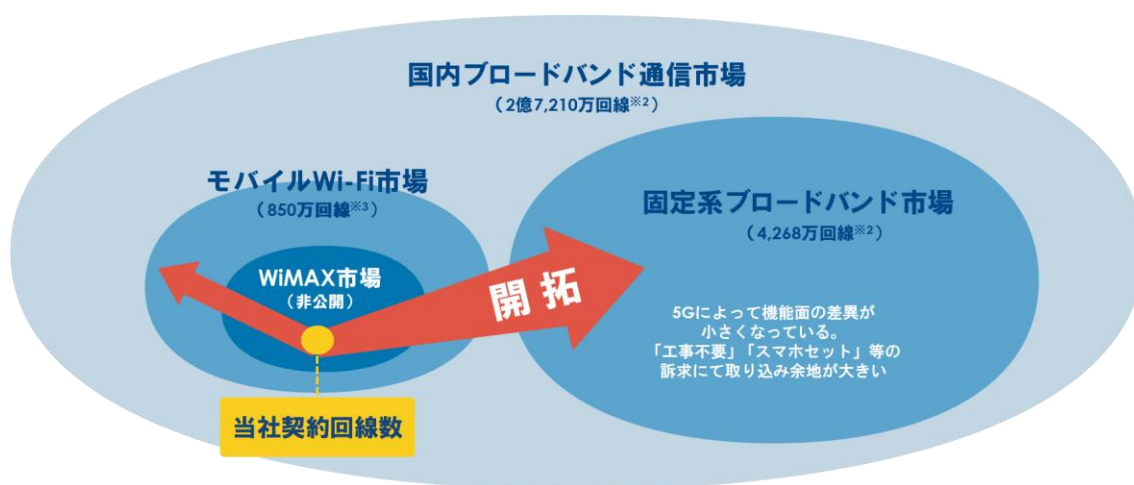 国内ブロードバンド通信市場
（2億7,210万回線※2）
モバイルWi-Fi市場
（850万回線※3）
固定系ブロードバンド市場
（4,268万回線※2）
WiMAX市場
（非公開）
開拓
5Gによって機能面の差異が
小さくなっている。
「工事不要」「スマホセット」等の
訴求にて取り込み余地が大きい
当社契約回線数